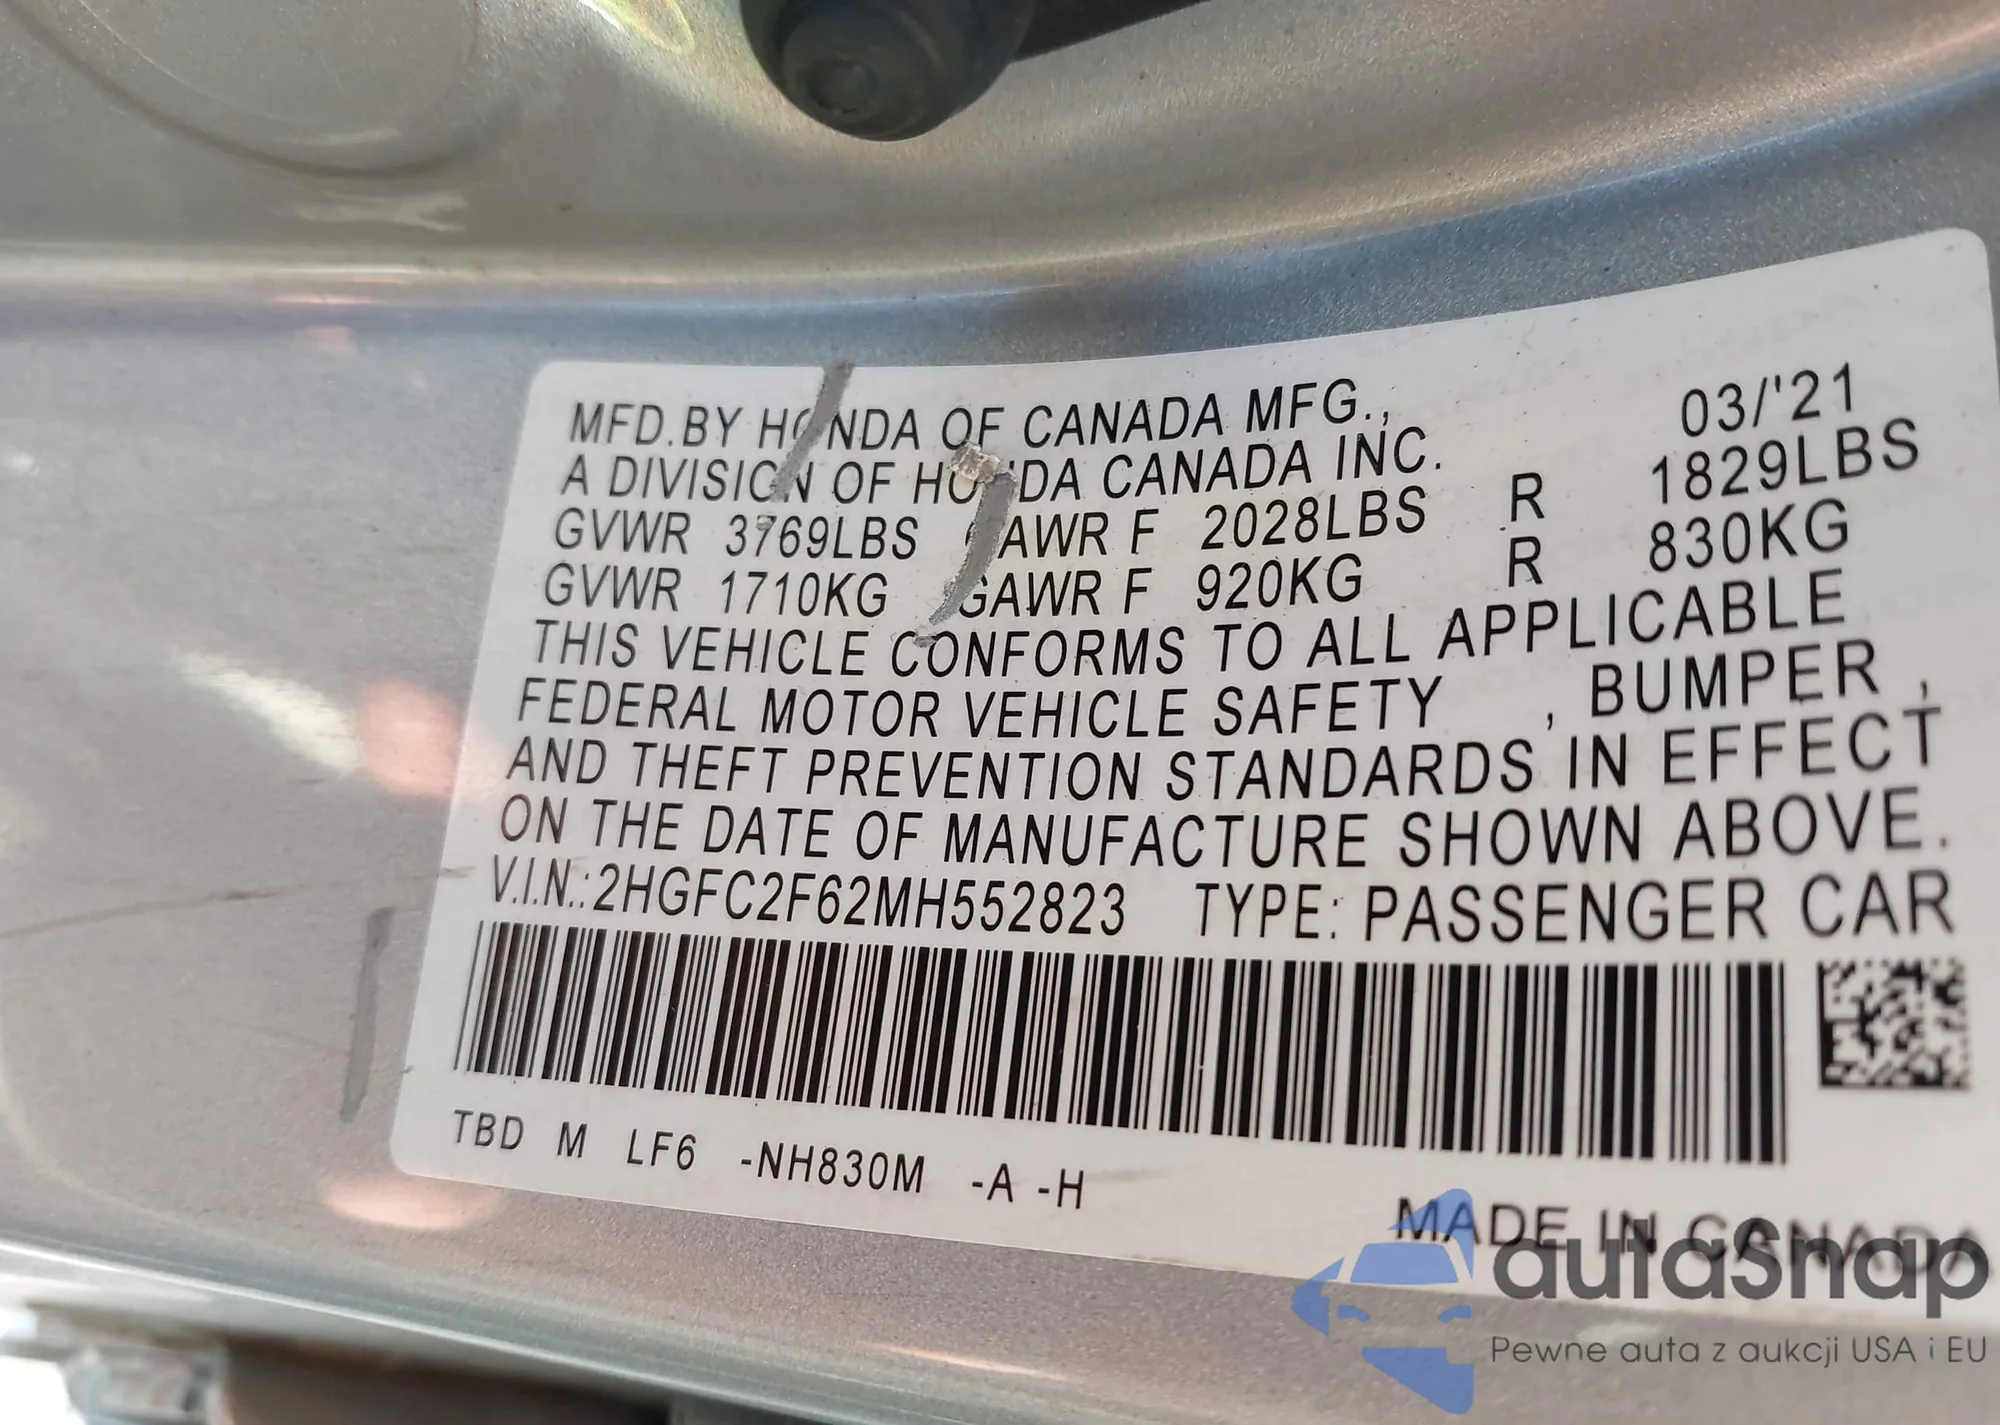 MFD.BY HONDA OF CANADA MFG., 03/'21
A DIVISION OF HONDA CANADA INC.
GVWR 3769LBS GAWR F 2028LBS R 1829LBS
GVWR 1710KG GAWR F 920KG R 830KG
THIS VEHICLE CONFORMS TO ALL APPLICABLE
FEDERAL MOTOR VEHICLE SAFETY , BUMPER ,
AND THEFT PREVENTION STANDARDS IN EFFECT
ON THE DATE OF MANUFACTURE SHOWN ABOVE.
V.I.N.:2HGFC2F62MH552823 TYPE: PASSENGER CAR
TBD M LF6 -NH830M -A -H
MADE IN CANADA
autaSnap
Pewne auta z aukcji USA i EU